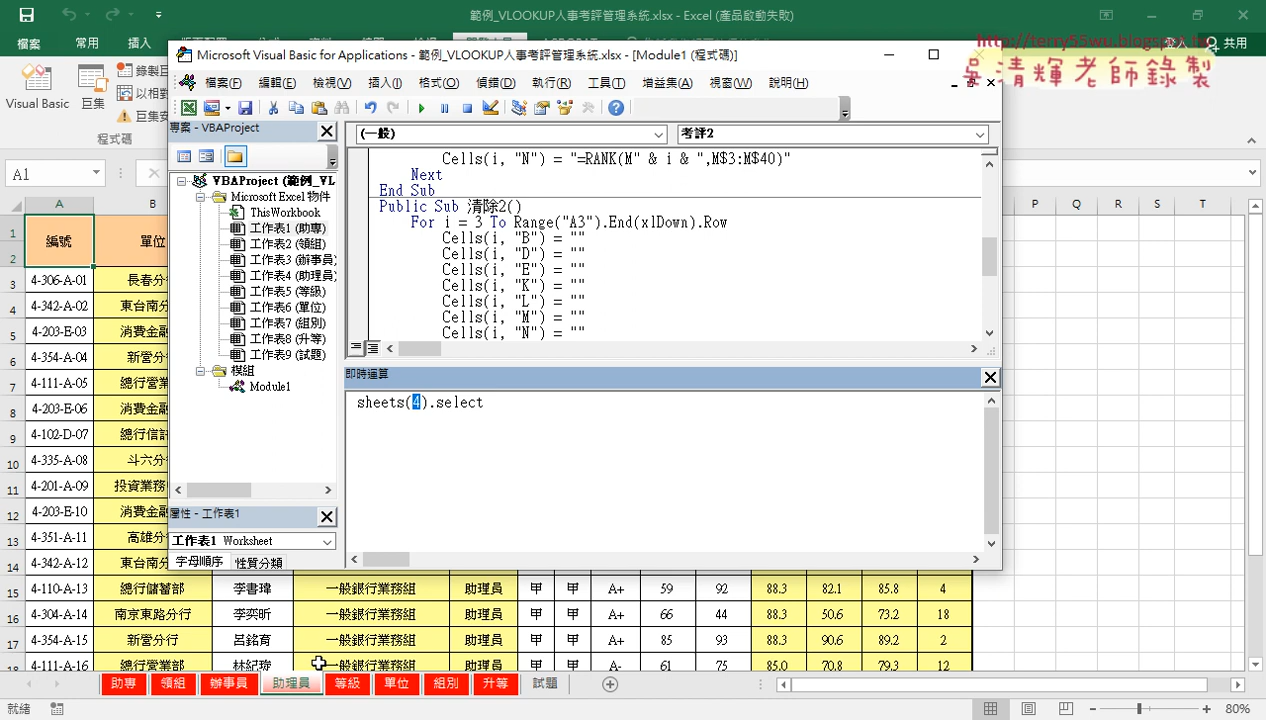 範例_VLOOKUP人事考評管理系統.xlsx - Excel (產品啟動失敗)
http://terry55wu.blogspot.tw
吳清輝老師錄製
檔案 常用 插入
登入 共用
Visual Basic 巨集
程式碼
A1
Microsoft Visual Basic for Applications - 範例_VLOOKUP人事考評管理系統.xlsx - [Module1 (程式碼)]
檔案(F) 編輯(E) 檢視(V) 插入(I) 格式(O) 偵錯(D) 執行(R) 工具(T) 增益集(A) 視窗(W) 說明(H)
專案 - VBAProject
VBAProject (範例_VL
Microsoft Excel 物件
ThisWorkbook
工作表1 (助專)
工作表2 (領組)
工作表3 (辦事員)
工作表4 (助理員)
工作表5 (等級)
工作表6 (單位)
工作表7 (組別)
工作表8 (升等)
工作表9 (試題)
模組
Module1
屬性 - 工作表1
工作表1 Worksheet
字母順序 性質分類
(一般) 考評2
Cells(i, "N") = "=RANK(M" & i & ",M$3:M$40)"
Next
End Sub
Public Sub 清除2()
For i = 3 To Range("A3").End(xlDown).Row
Cells(i, "B") = ""
Cells(i, "D") = ""
Cells(i, "E") = ""
Cells(i, "K") = ""
Cells(i, "L") = ""
Cells(i, "M") = ""
Cells(i, "N") = ""
即時運算
sheets(4).select
A B P Q R S T
1 2 編號 單位
3 4-306-A-01 長春分
4 4-342-A-02 東台南分
5 4-203-E-03 消費金融
6 4-354-A-04 新營分
7 4-111-A-05 總行營業
8 4-203-E-06 消費金融
9 4-102-D-07 總行信託
10 4-335-A-08 斗六分
11 4-201-A-09 投資業務
12 4-203-E-10 消費金融
13 4-351-A-11 高雄分
14 4-342-A-12 東台南分
15 4-110-A-13 總行儲蓄部 李書瑋 一般銀行業務組 助理員 甲 甲 A+ 59 92 88.3 82.1 85.8 4
16 4-304-A-14 南京東路分行 李奕昕 一般銀行業務組 助理員 甲 甲 A+ 66 44 88.3 50.6 73.2 18
17 4-354-A-15 新營分行 呂銘育 一般銀行業務組 助理員 甲 甲 A+ 85 93 88.3 90.6 89.2 2
18 4-111-A-16 總行營業部 林紀瑋 一般銀行業務組 助理員 甲 甲 A- 61 75 85.0 70.8 79.3 12
助專 領組 辦事員 助理員 等級 單位 組別 升等 試題
就緒 80%